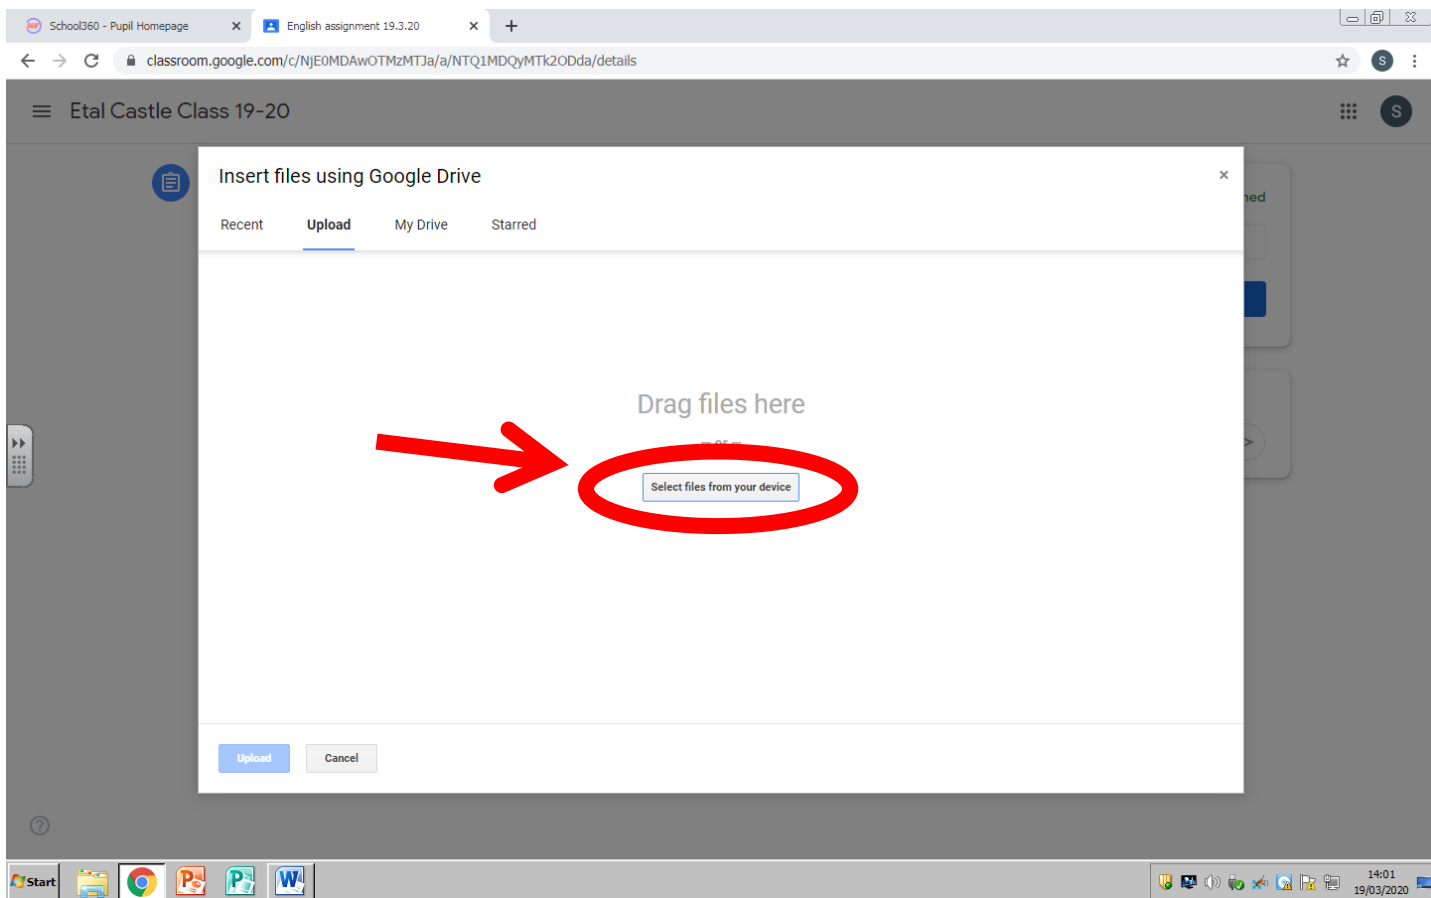 School360 - Pupil Homepage
English assignment 19.3.20
classroom.google.com/c/NjE0MDAwOTMzMTJa/a/NTQ1MDQyMTk2ODda/details
S
Etal Castle Class 19-20
S
Insert files using Google Drive
Recent Upload My Drive Starred
ned
Drag files here
— or —
Select files from your device
Upload Cancel
Start
14:01
19/03/2020